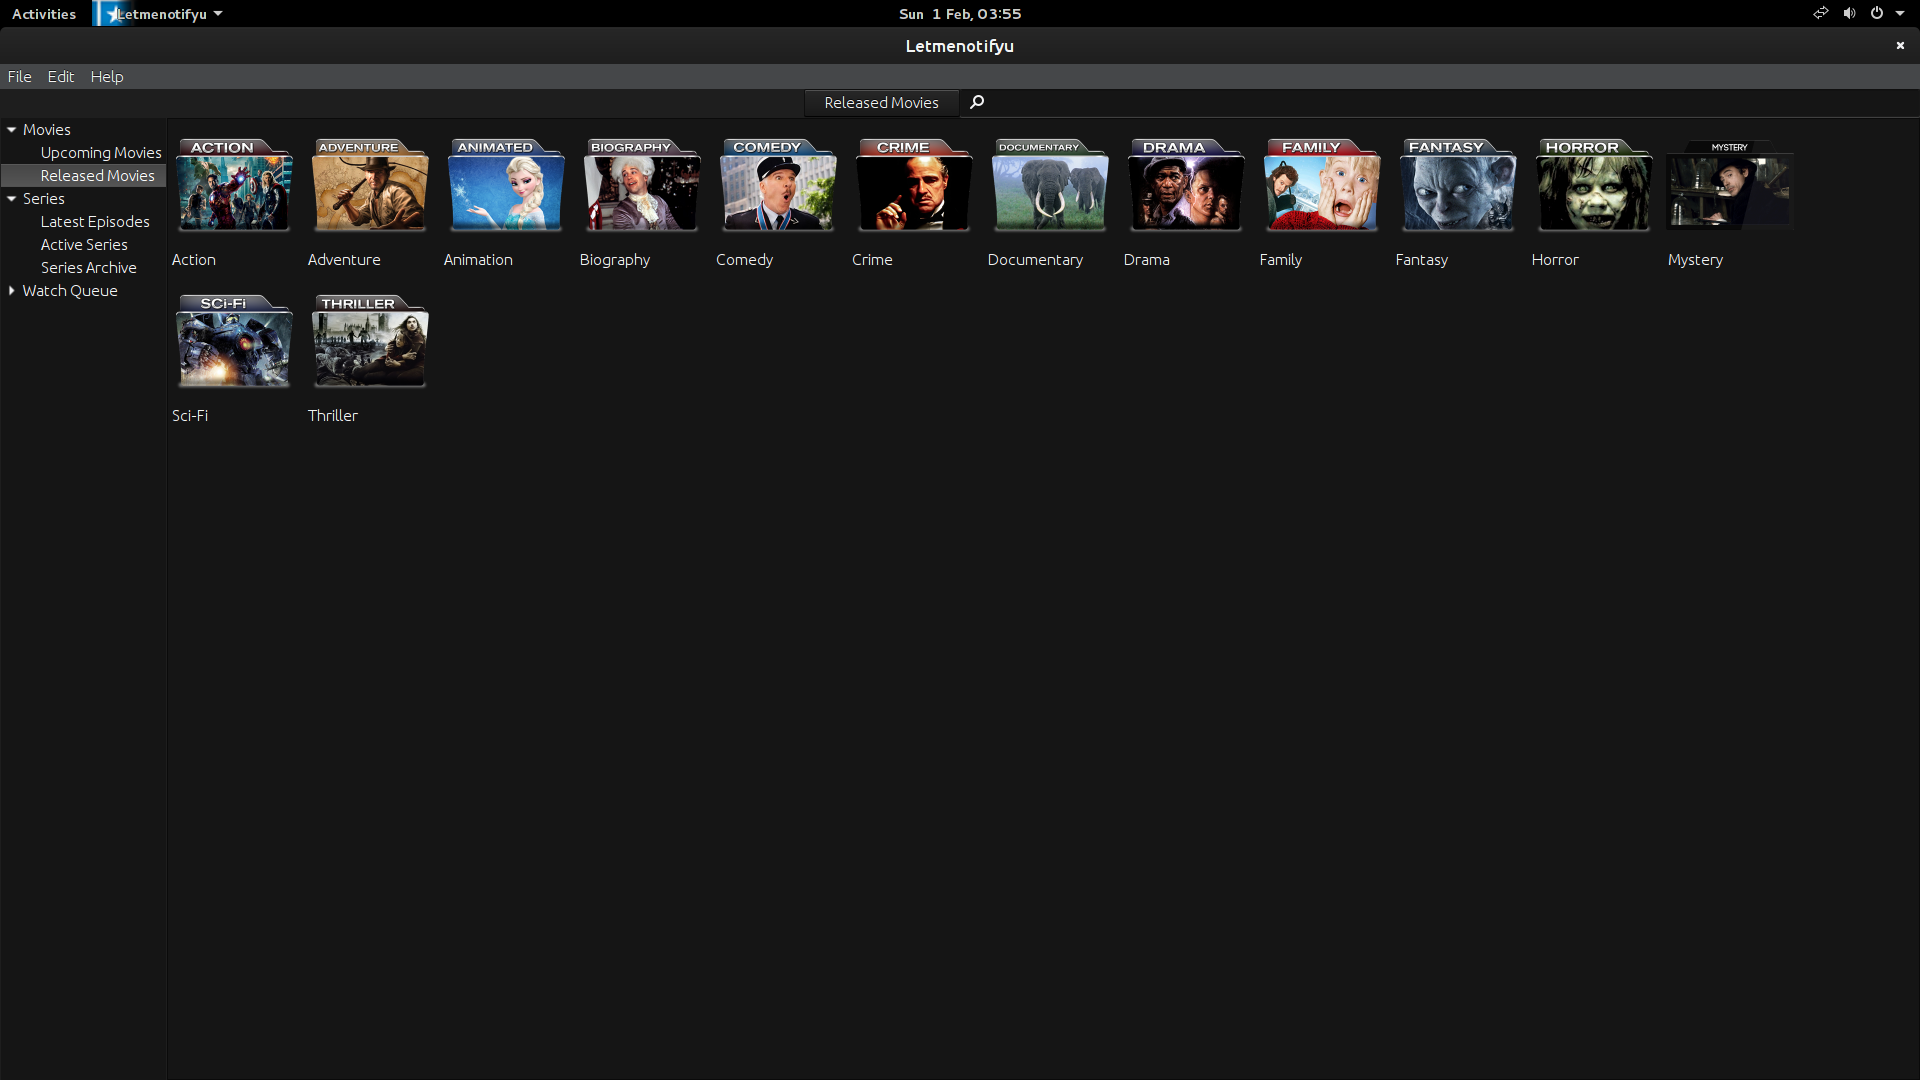 Activities Letmenotifyu Sun 1 Feb, 03:55
Letmenotifyu
File Edit Help
Released Movies
Movies
Upcoming Movies
Released Movies
Series
Latest Episodes
Active Series
Series Archive
Watch Queue
ACTION ADVENTURE ANIMATED BIOGRAPHY COMEDY CRIME DOCUMENTARY DRAMA FAMILY FANTASY HORROR MYSTERY
Action Adventure Animation Biography Comedy Crime Documentary Drama Family Fantasy Horror Mystery
SCi-Fi THRILLER
Sci-Fi Thriller